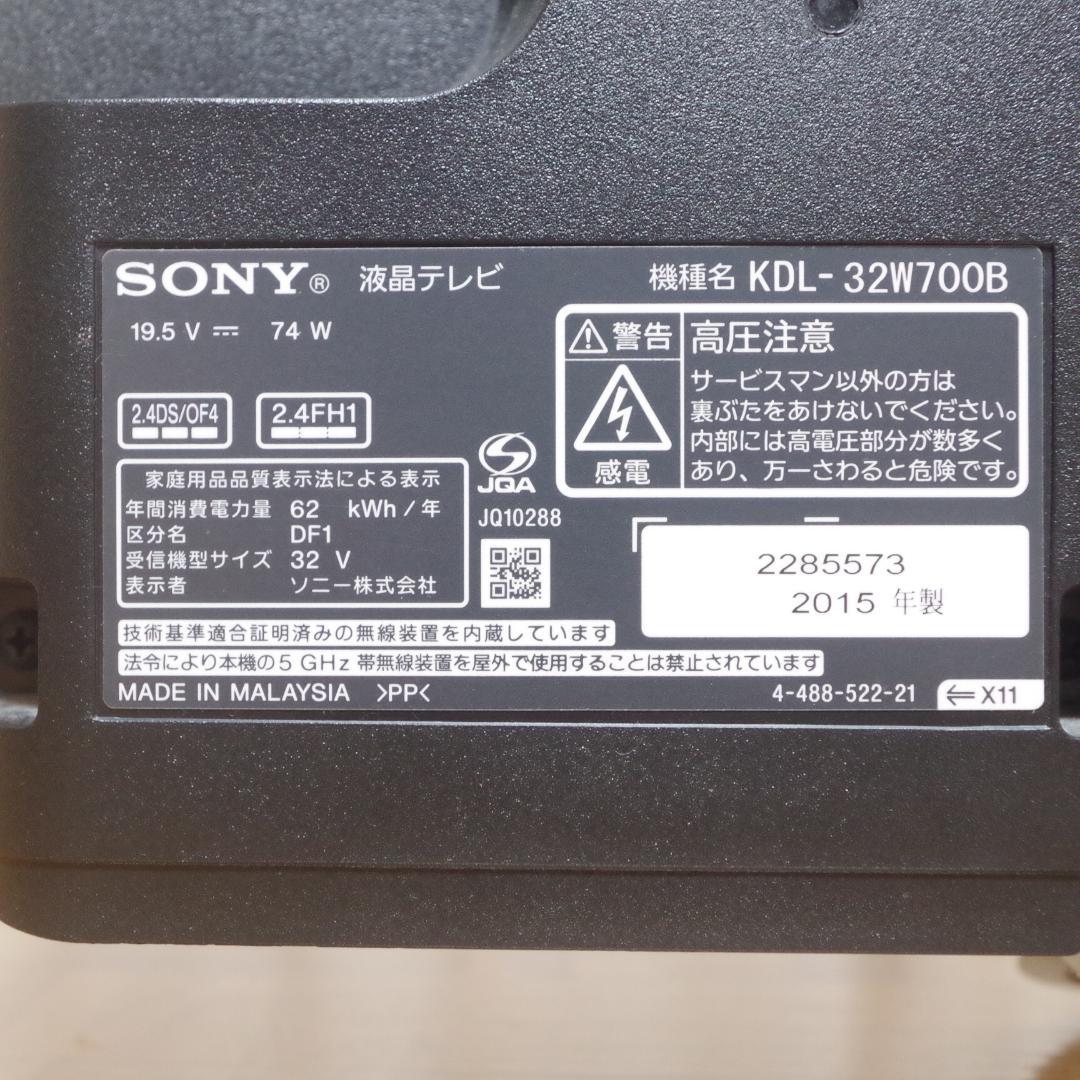 SONY® 液晶テレビ
機種名 KDL-32W700B
19.5 V ⎓ 74 W
2.4DS/OF4
2.4FH1
警告
感電
高圧注意
サービスマン以外の方は
裏ぶたをあけないでください。
内部には高電圧部分が数多く
あり、万一さわると危険です。
家庭用品品質表示法による表示
年間消費電力量 62 kWh/年
区分名 DF1
受信機型サイズ 32 V
表示者 ソニー株式会社
JQA
JQ10288
2285573
2015 年製
技術基準適合証明済みの無線装置を内蔵しています
法令により本機の5 GHz 帯無線装置を屋外で使用することは禁止されています
MADE IN MALAYSIA >PP<
4-488-522-21
⇐ X11